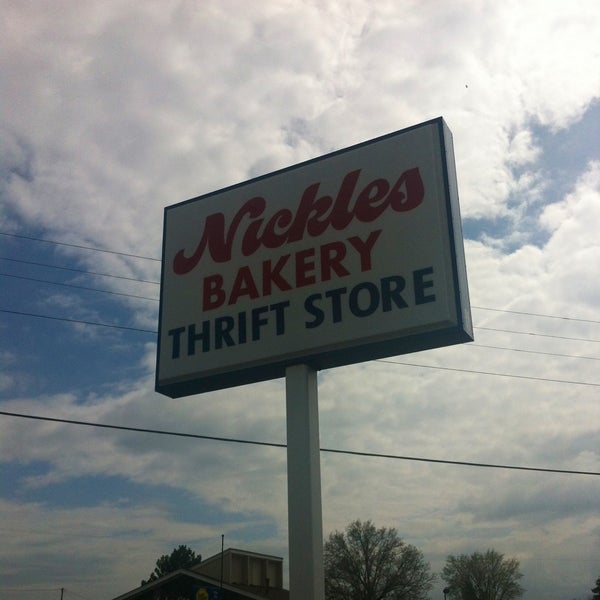 Nickles
BAKERY
THRIFT STORE